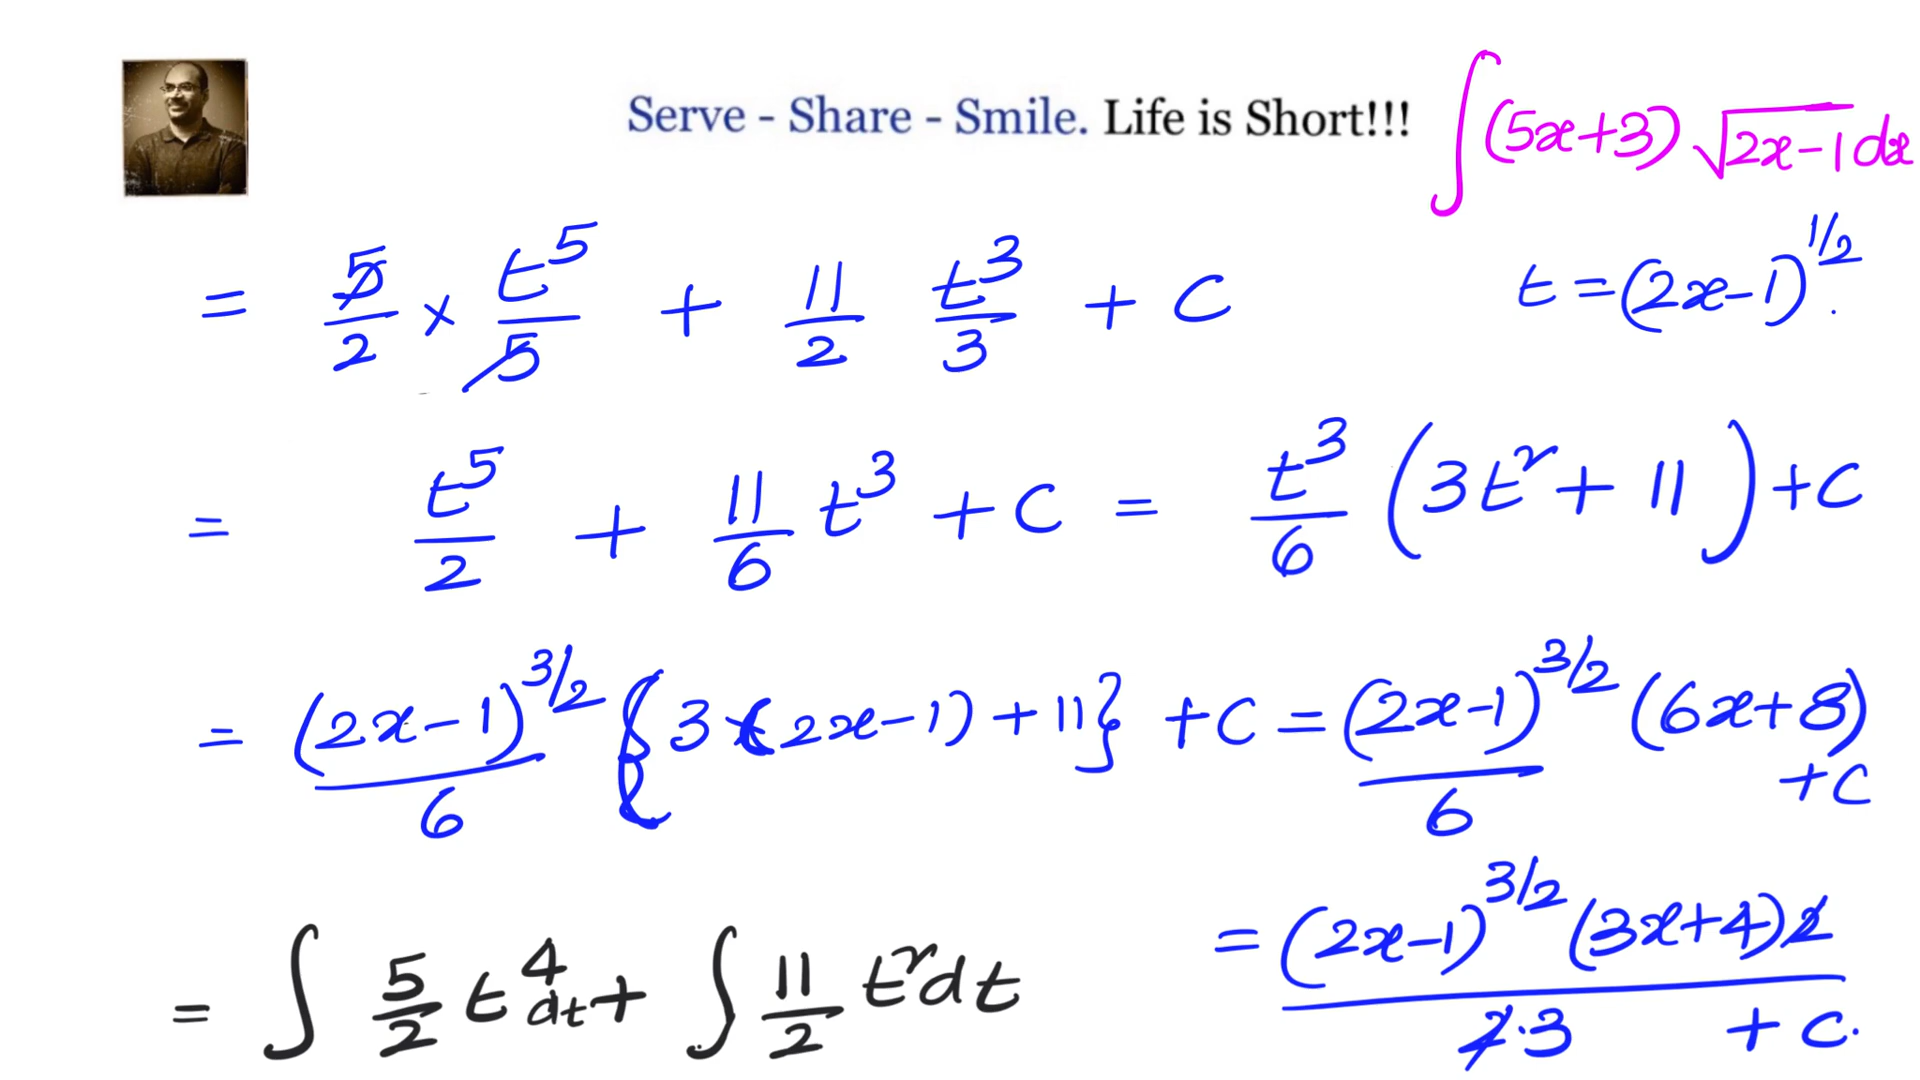 Serve - Share - Smile. Life is Short!!! ∫(5x+3) √2x-1 dx
t = (2x-1)^1/2.
= 5/2 × t^5/5 + 11/2 t^3/3 + C
= t^5/2 + 11/6 t^3 + C = t^3/6 (3t^2 + 11) + C
= (2x-1)^3/2/6 {3(2x-1) + 11} + C = (2x-1)^3/2/6 (6x+8) + C
= (2x-1)^3/2 (3x+4)2/2·3 + C.
= ∫ 5/2 t^4 dt + ∫ 11/2 t^2 dt